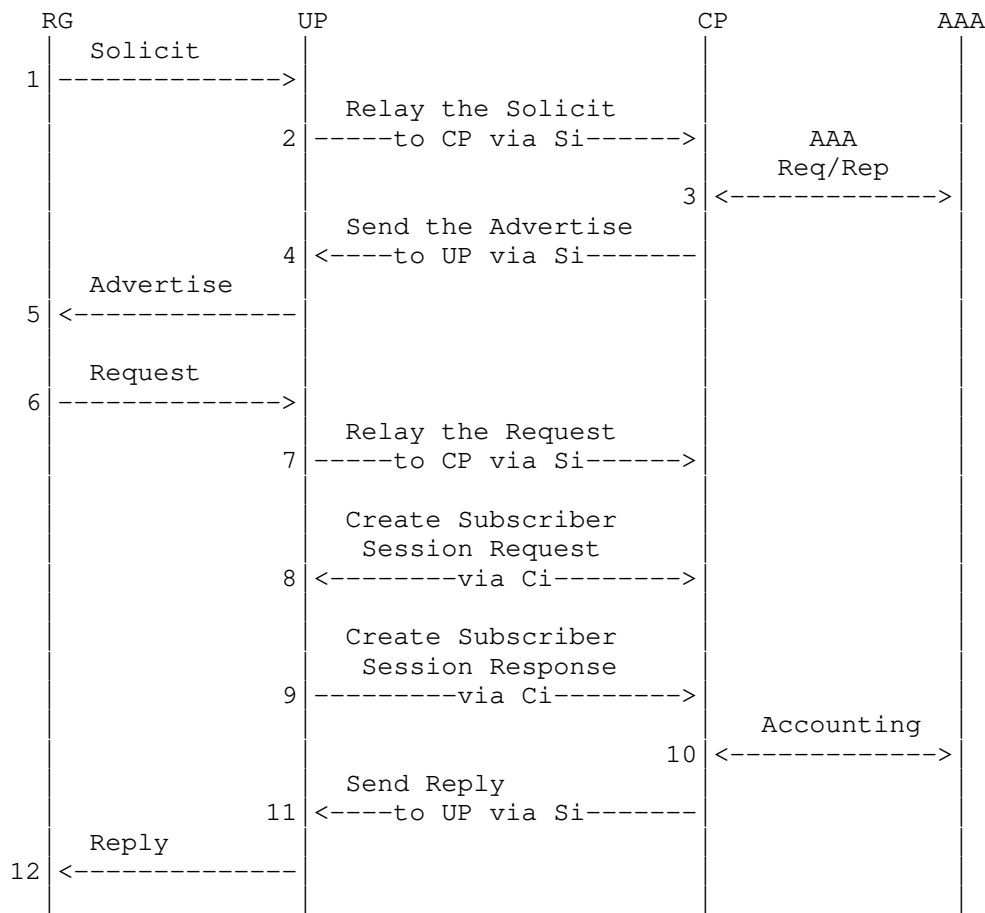 RG UP CP AAA
Solicit
1 -------------->
Relay the Solicit
2 -----to CP via Si------> AAA
Req/Rep
3 <------------->
Send the Advertise
4 <----to UP via Si-------
Advertise
5 <--------------
Request
6 -------------->
Relay the Request
7 -----to CP via Si------>
Create Subscriber
Session Request
8 <--------via Ci-------->
Create Subscriber
Session Response
9 ---------via Ci-------->
Accounting
10 <------------->
Send Reply
11 <----to UP via Si-------
Reply
12 <--------------